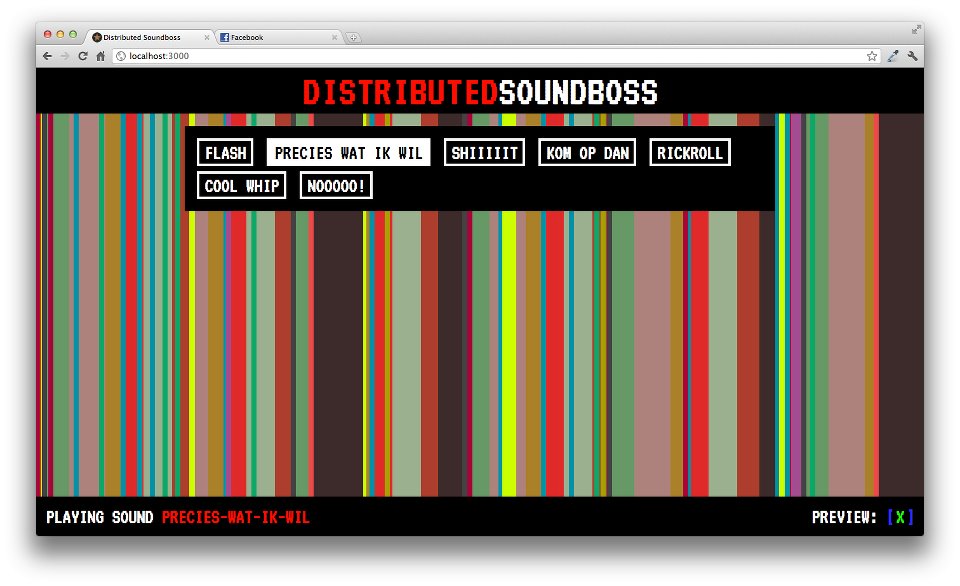 Distributed Soundboss
Facebook
localhost:3000
DISTRIBUTEDSOUNDBOSS
FLASH PRECIES WAT IK WIL SHIIIIIT KOM OP DAN RICKROLL
COOL WHIP NOOOOO!
PLAYING SOUND PRECIES-WAT-IK-WIL PREVIEW: [X]